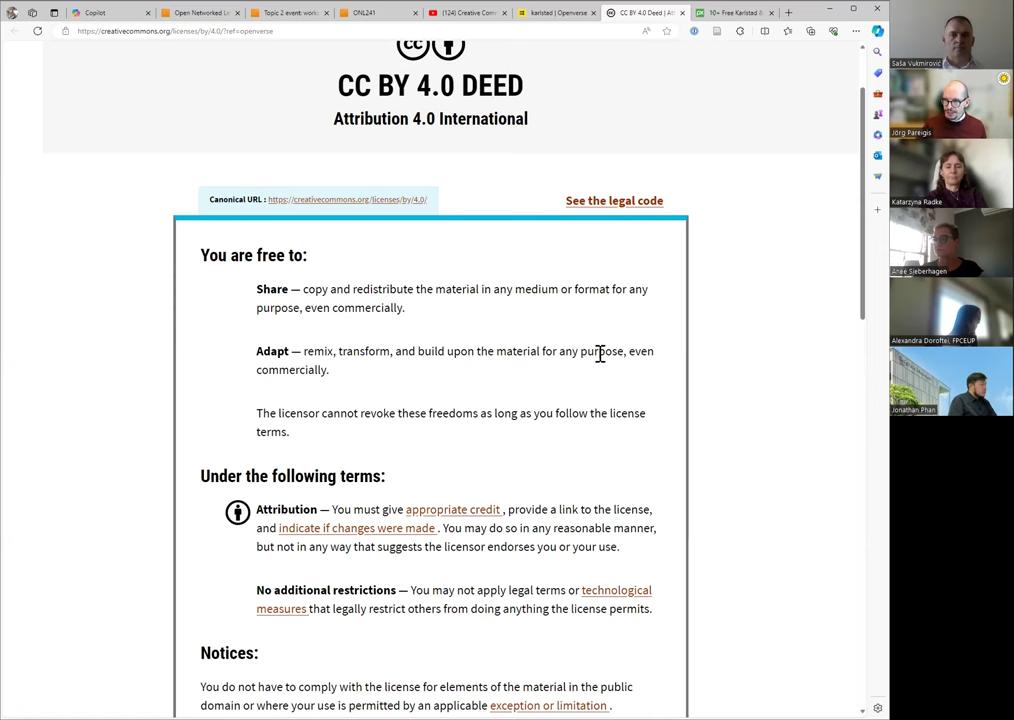 Copilot
Open Networked Le
Topic 2 event: work
ONL241
(124) Creative Com
karlstad | Openverse
CC BY 4.0 Deed | Att
10+ Free Karlstad &
https://creativecommons.org/licenses/by/4.0/?ref=openverse
CC BY 4.0 DEED
Attribution 4.0 International
Canonical URL : https://creativecommons.org/licenses/by/4.0/
See the legal code
You are free to:
Share — copy and redistribute the material in any medium or format for any
purpose, even commercially.
Adapt — remix, transform, and build upon the material for any purpose, even
commercially.
The licensor cannot revoke these freedoms as long as you follow the license
terms.
Under the following terms:
Attribution — You must give appropriate credit , provide a link to the license,
and indicate if changes were made . You may do so in any reasonable manner,
but not in any way that suggests the licensor endorses you or your use.
No additional restrictions — You may not apply legal terms or technological
measures that legally restrict others from doing anything the license permits.
Notices:
You do not have to comply with the license for elements of the material in the public
domain or where your use is permitted by an applicable exception or limitation .
Saša Vukmirović
Jörg Pareigis
Katarzyna Radke
Anee Sieberhagen
Alexandra Doroftei, FPCEUP
Jonathan Phan